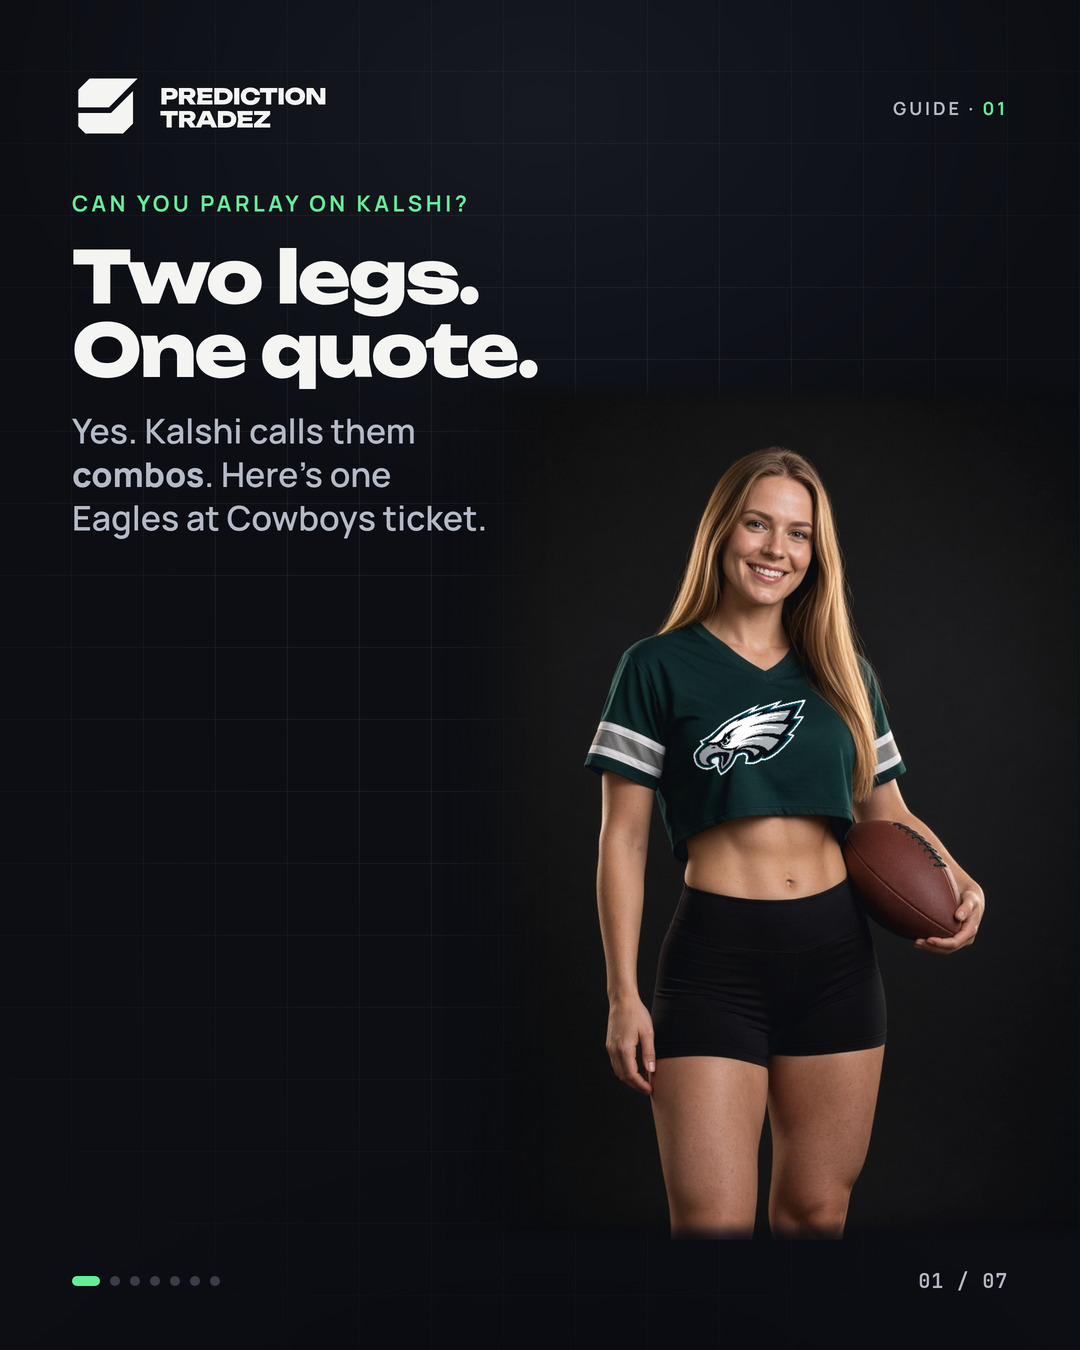 PREDICTION
TRADEZ
GUIDE · 01
CAN YOU PARLAY ON KALSHI?
Two legs.
One quote.
Yes. Kalshi calls them
combos. Here’s one
Eagles at Cowboys ticket.
01 / 07